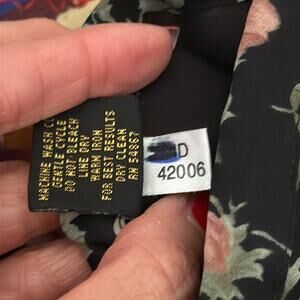 MACHINE WASH
GENTLE CYCLE
DO NOT BLEACH
LINE DRY
WARM IRON
FOR BEST RESULTS
DRY CLEAN
RN 54867
D
42006